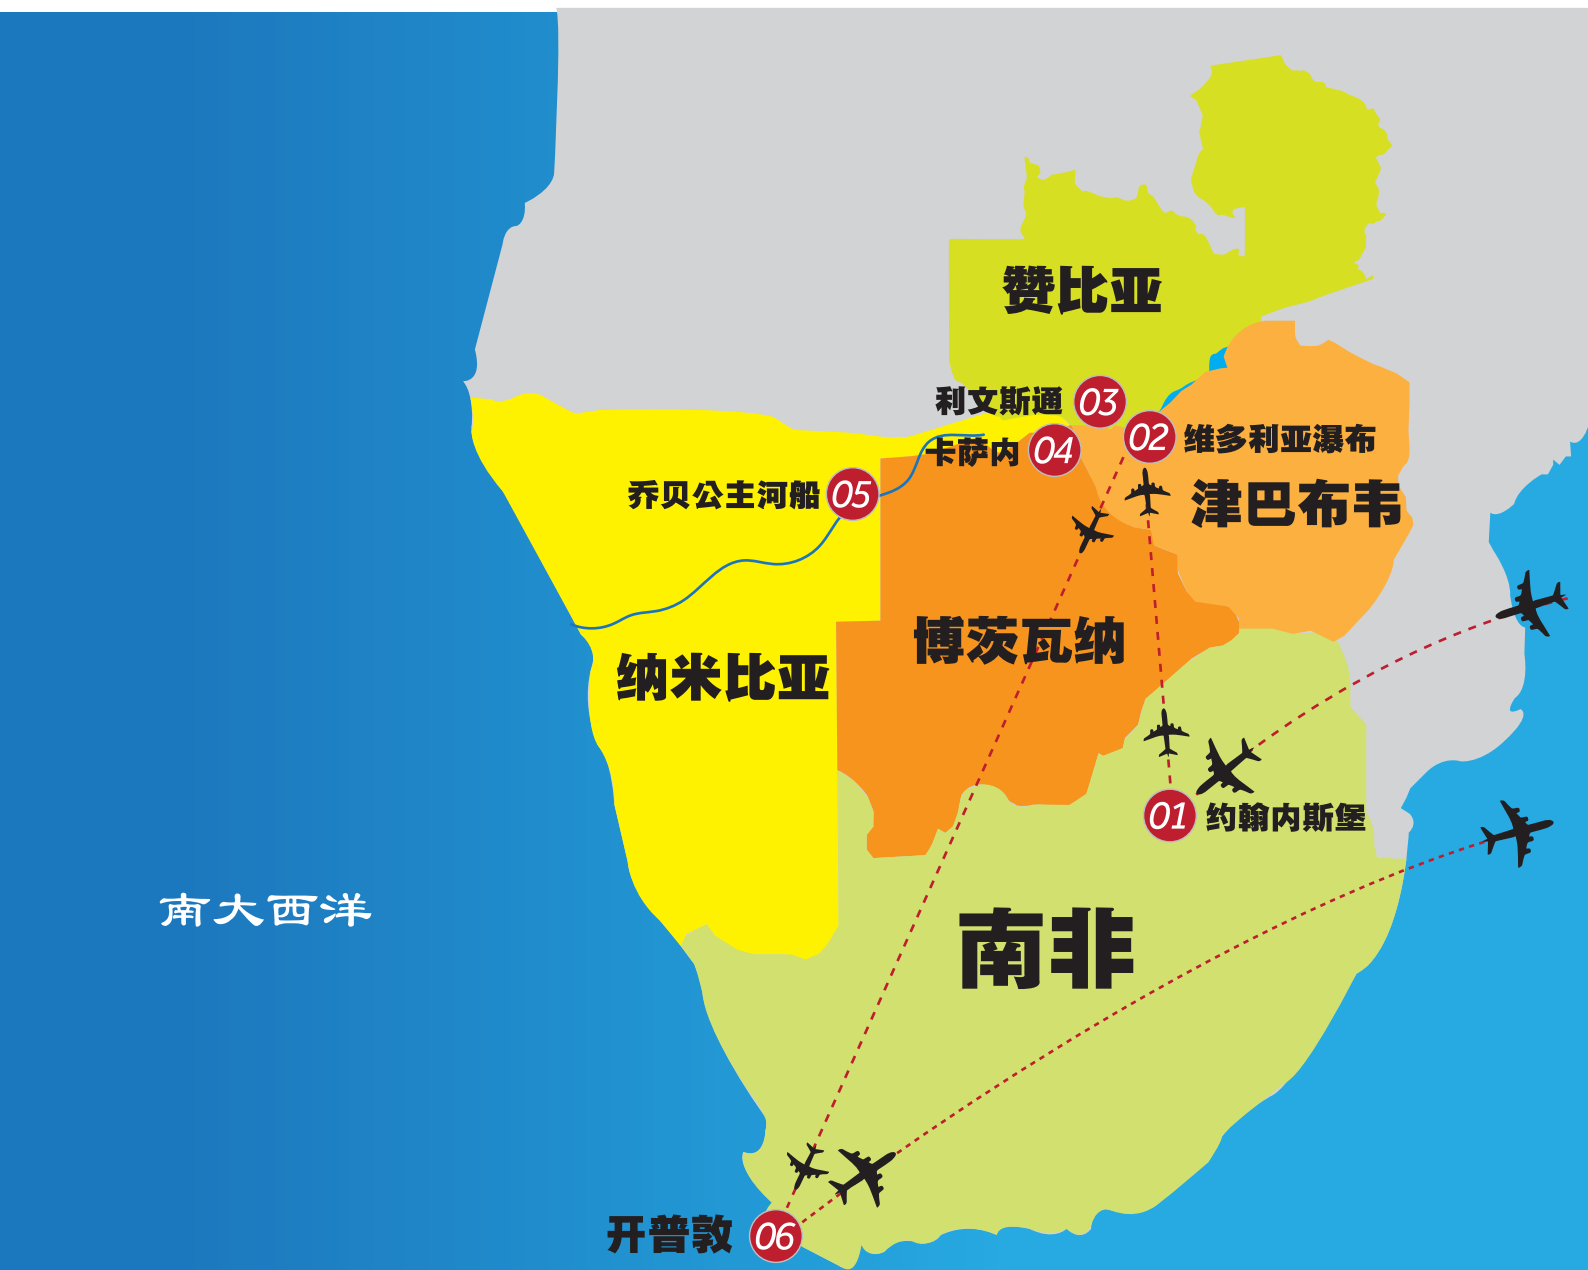 赞比亚
利文斯通
03
02
维多利亚瀑布
卡萨内
04
乔贝公主河船
05
津巴布韦
博茨瓦纳
纳米比亚
01
约翰内斯堡
南大西洋
南非
开普敦
06